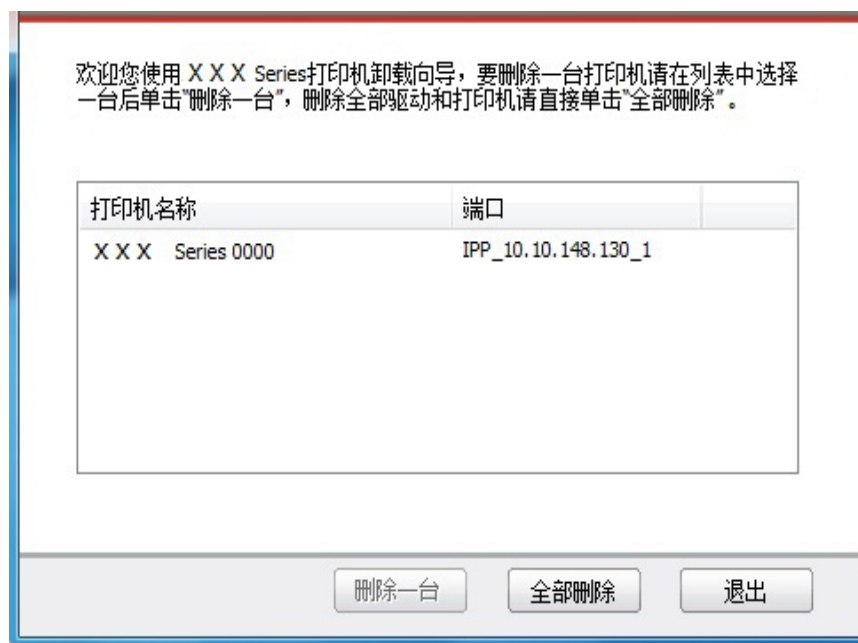 欢迎您使用 X X X Series打印机卸载向导，要删除一台打印机请在列表中选择
一台后单击“删除一台”，删除全部驱动和打印机请直接单击“全部删除”。
打印机名称 端口
X X X Series 0000 IPP_10.10.148.130_1
删除一台 全部删除 退出